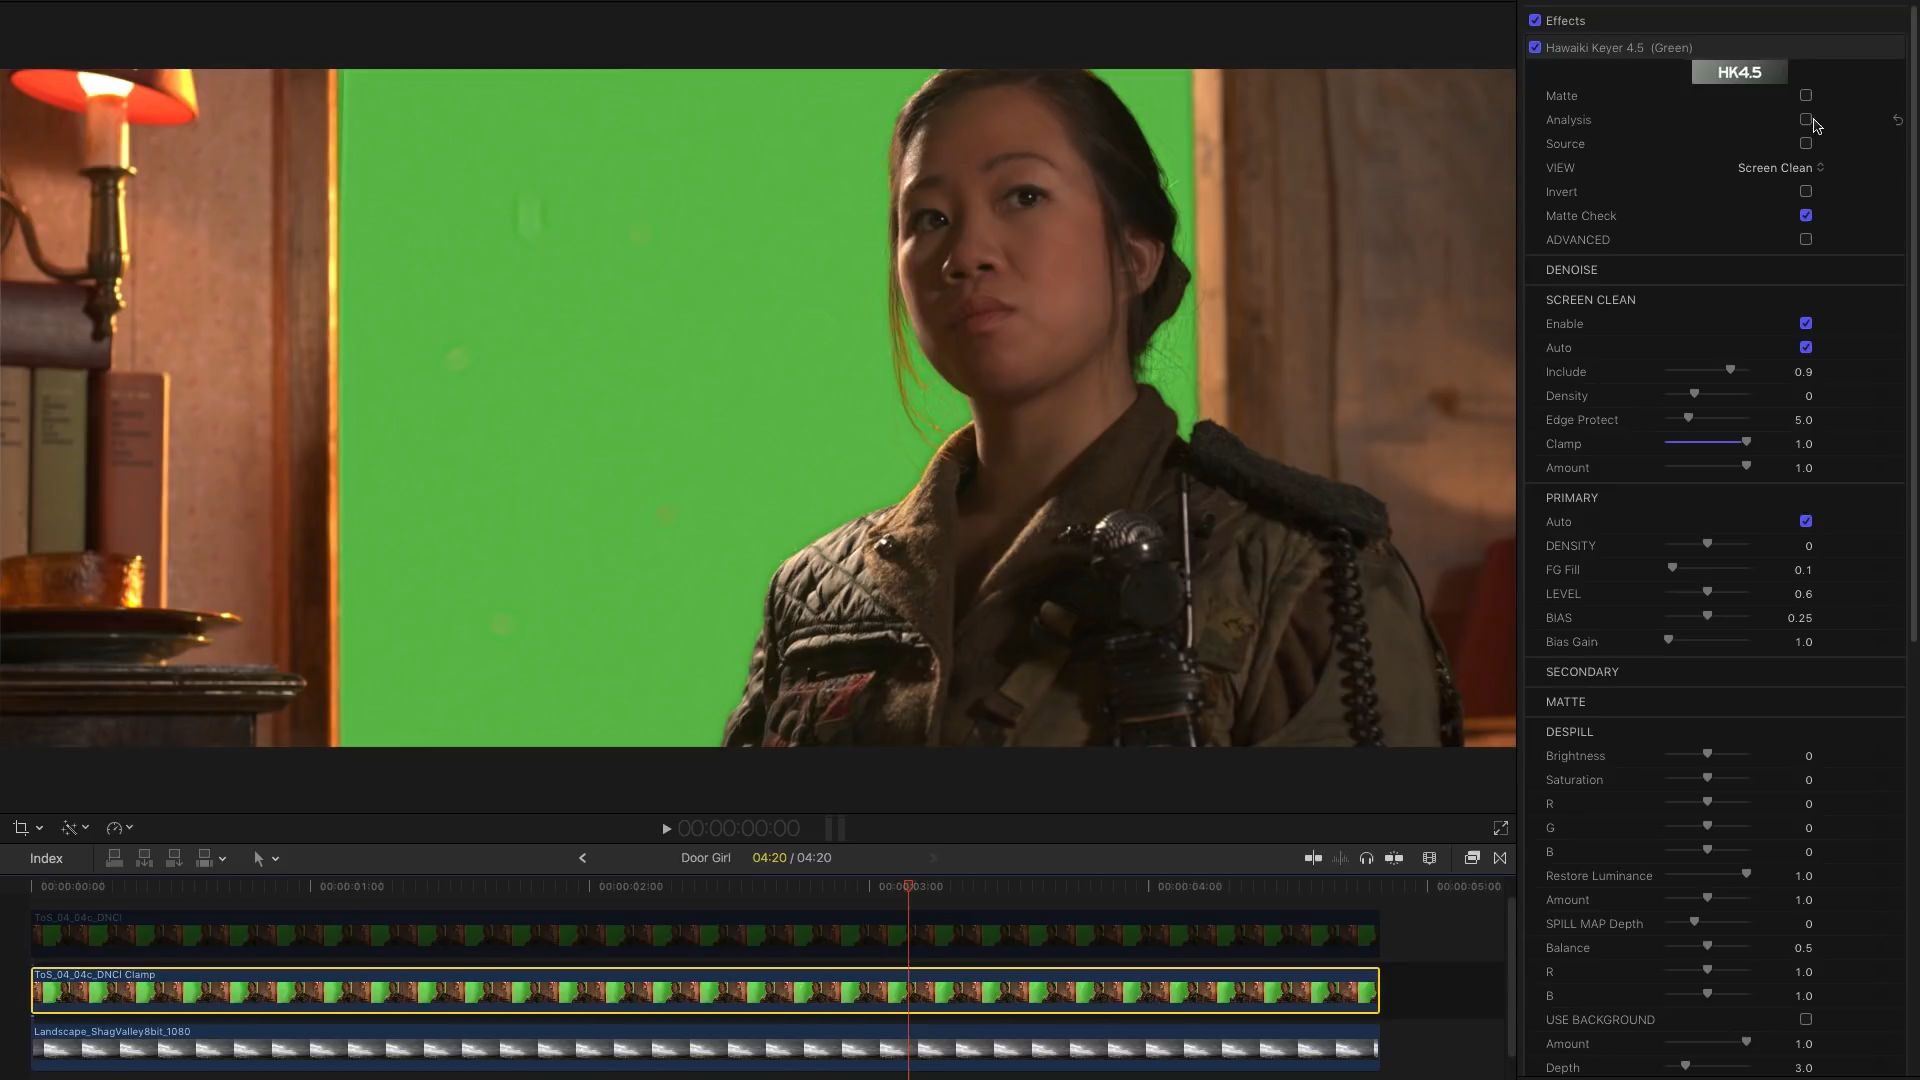 Effects
Hawaiki Keyer 4.5 (Green)
HK4.5
Matte
Analysis
Source
VIEW Screen Clean
Invert
Matte Check
ADVANCED
DENOISE
SCREEN CLEAN
Enable
Auto
Include 0.9
Density 0
Edge Protect 5.0
Clamp 1.0
Amount 1.0
PRIMARY
Auto
DENSITY 0
FG Fill 0.1
LEVEL 0.6
BIAS 0.25
Bias Gain 1.0
SECONDARY
MATTE
DESPILL
Brightness 0
Saturation 0
R 0
G 0
B 0
Restore Luminance 1.0
Amount 1.0
SPILL MAP Depth 0
Balance 0.5
R 1.0
B 1.0
USE BACKGROUND
Amount 1.0
Depth 3.0
00:00:00:00
Index
Door Girl 04:20 / 04:20
00:00:00:00 00:00:01:00 00:00:02:00 00:00:03:00 00:00:04:00 00:00:05:00
ToS_04_04c_DNCI
ToS_04_04c_DNCI Clamp
Landscape_ShagValley8bit_1080